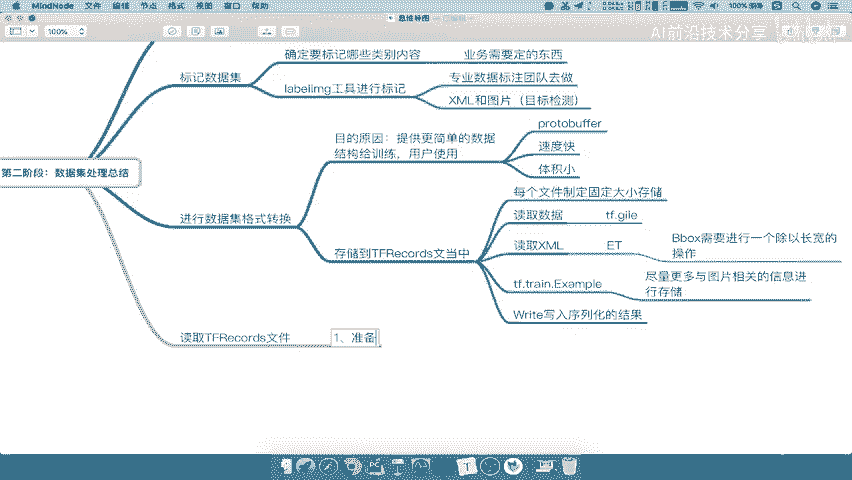 MindNode 文件 编辑 节点 格式 视图 窗口 帮助
100%
思维导图
100%
AI前沿技术分享
标记数据集
确定要标记哪些类别内容
业务需要定的东西
labelimg工具进行标记
专业数据标注团队去做
XML和图片（目标检测）
第二阶段：数据集处理总结
进行数据集格式转换
目的原因：提供更简单的数据
结构给训练，用户使用
protobuffer
速度快
体积小
存储到TFRecords文当中
每个文件制定固定大小存储
读取数据
tf.gile
读取XML
ET
Bbox需要进行一个除以长宽的
操作
tf.train.Example
尽量更多与图片相关的信息进
行存储
Write写入序列化的结果
读取TFRecords文件
1、准备